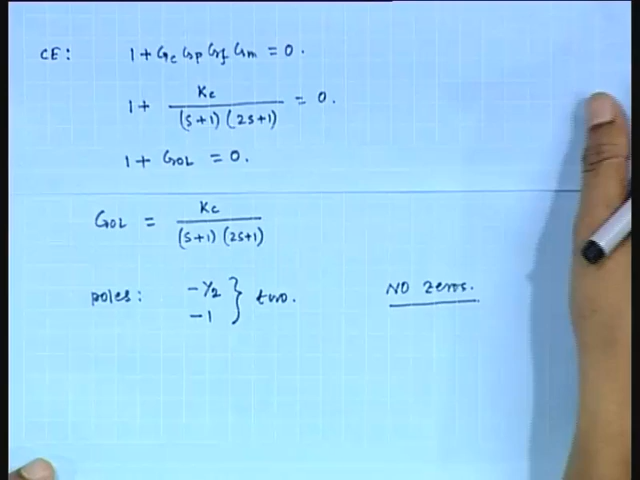 CE: 1 + Gc Gp Gf Gm = 0.
1 + Kc / (s+1) (2s+1) = 0.
1 + GOL = 0.
GOL = Kc / (s+1) (2s+1)
poles: -1/2 } two. NO zeros.
-1